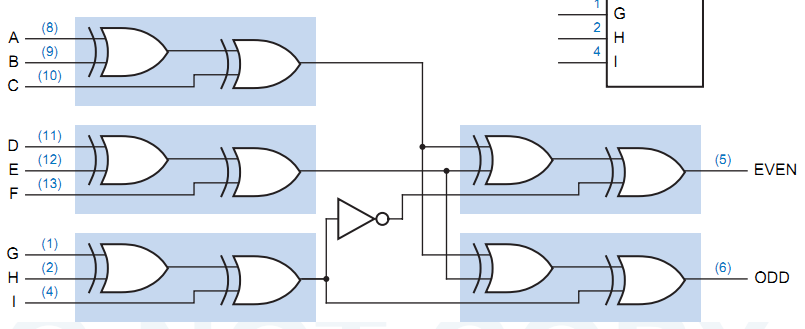 A (8)
B (9)
C (10)
1 G
2 H
4 I
D (11)
E (12)
F (13)
(5) EVEN
G (1)
H (2)
I (4)
(6) ODD